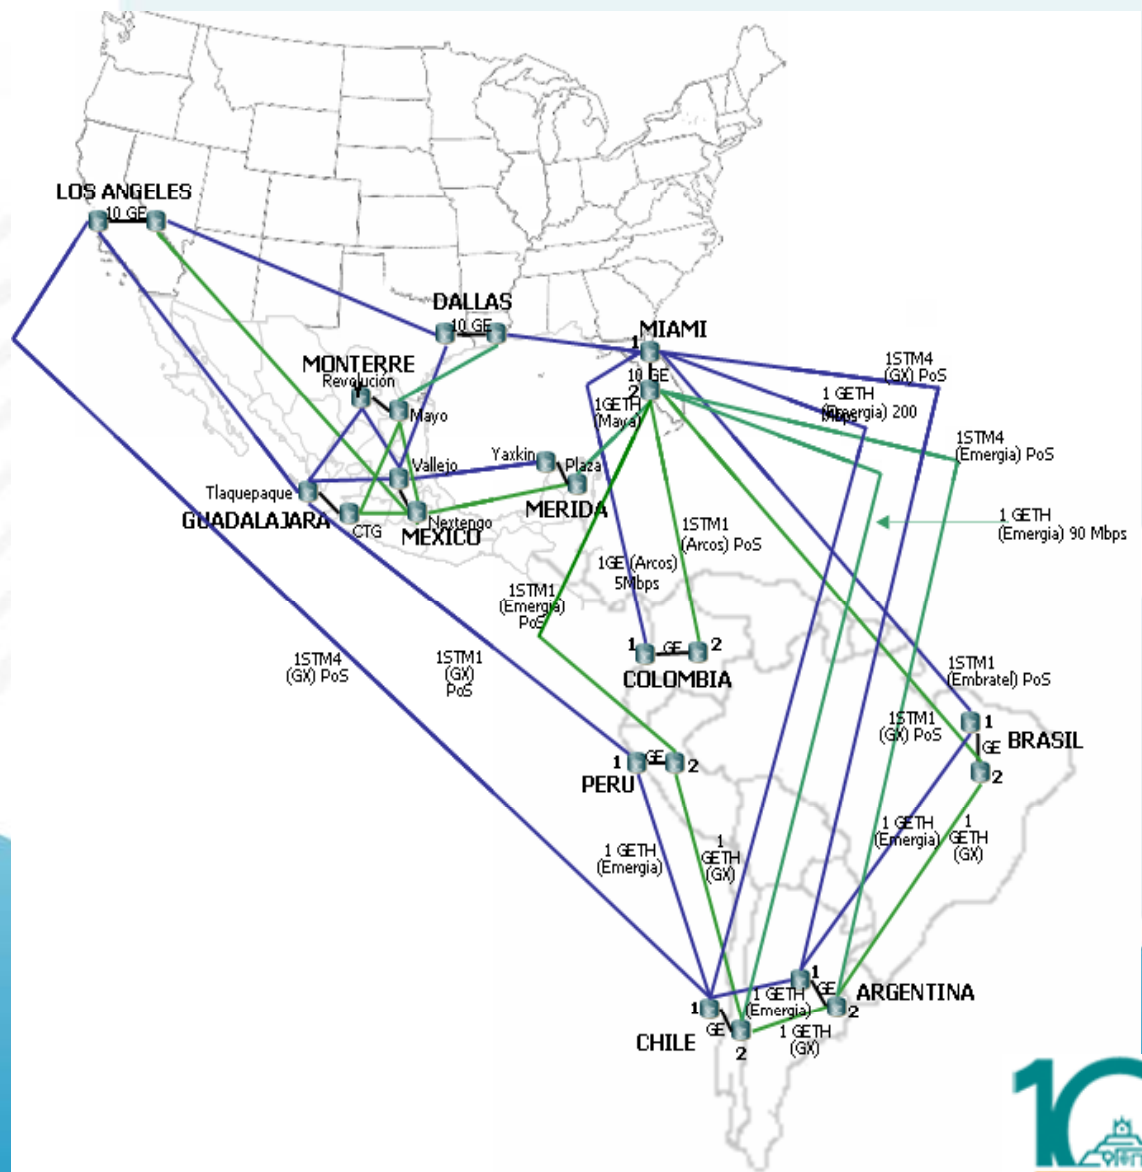 LOS ANGELES
10 GE
DALLAS
10 GE
MIAMI
1
10 GE
2
MONTERRE
Revolución
Mayo
1GETH
(Maya)
1STM4
(GX) PoS
1 GETH
(Emergia) 200
Mbps
1STM4
(Emergia) PoS
Vallejo
Yaxkin
Plaza
MERIDA
Tlaquepaque
GUADALAJARA
CTG
MEXICO
Nextengo
1 GETH
(Emergia) 90 Mbps
1STM1
(Arcos) PoS
1GE (Arcos)
5Mbps
1STM1
(Emergia)
PoS
1
GE
2
COLOMBIA
1STM4
(GX) PoS
1STM1
(GX)
PoS
1STM1
(Embratel) PoS
1STM1
(GX) PoS
1
GE
BRASIL
2
1
GE
2
PERU
1 GETH
(Emergia)
1
GETH
(GX)
1 GETH
(Emergia)
1
GETH
(GX)
1
GE
ARGENTINA
2
1 GETH
(Emergia)
1
GE
CHILE
2
1 GETH
(GX)
10